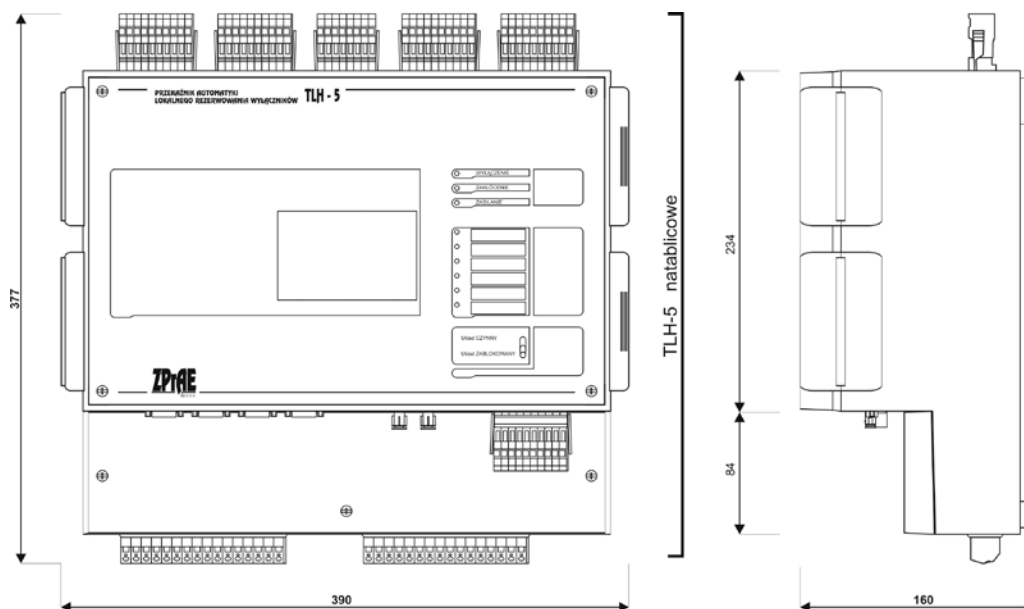 PRZEKAŹNIK AUTOMATYKI
LOKALNEGO REZERWOWANIA WYŁĄCZNIKÓW TLH - 5
WYŁĄCZENIE
ZAKŁÓCENIE
ZASILANIE
Układ CZYNNY
Układ ZABLOKOWANY
ZPrAE
TLH-5 natablicowe
377
390
234
84
160